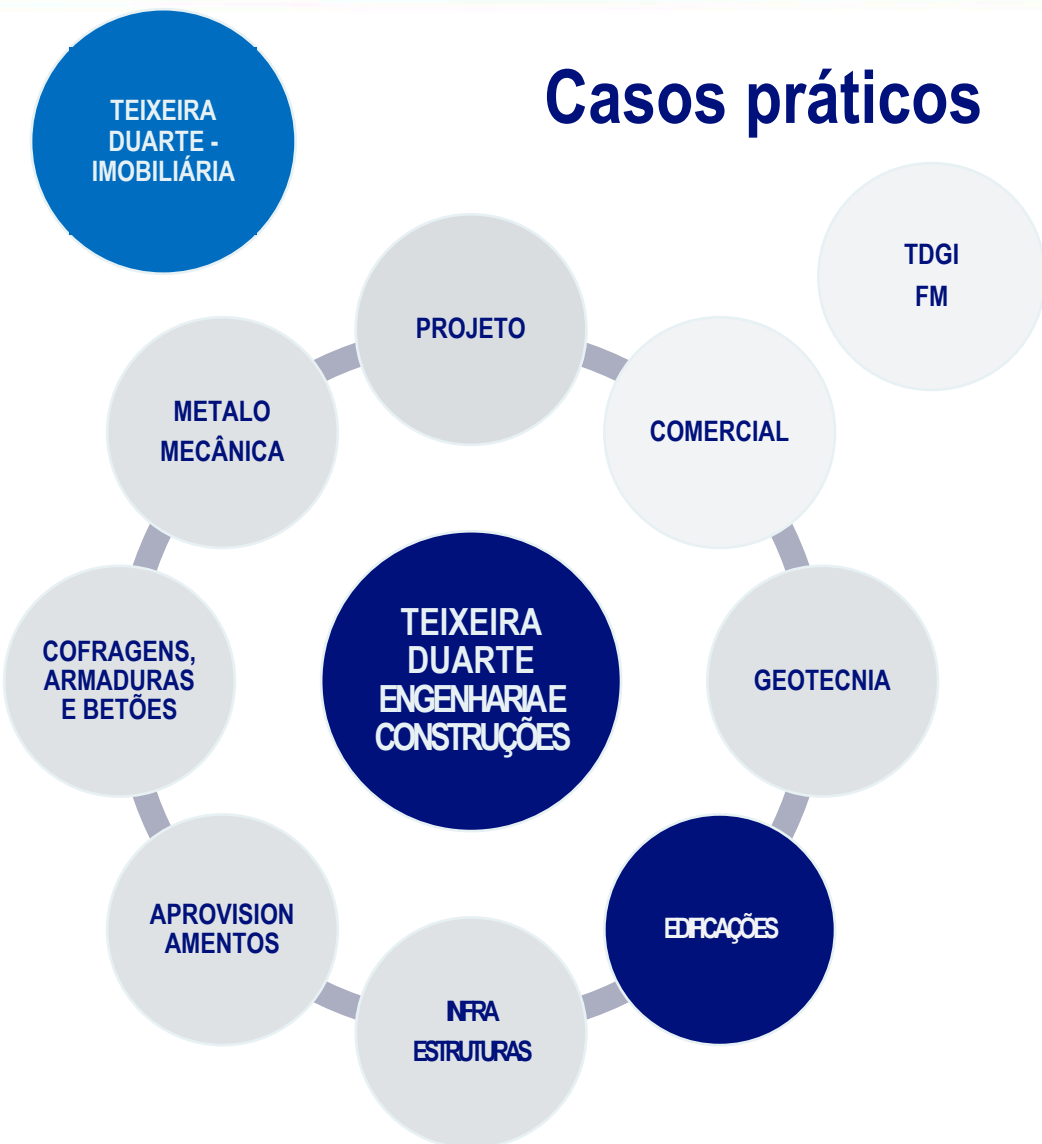 Casos práticos
TEIXEIRA
DUARTE -
IMOBILIÁRIA
TDGI
FM
PROJETO
COMERCIAL
GEOTECNIA
EDIFICAÇÕES
INFRA
ESTRUTURAS
APROVISION
AMENTOS
COFRAGENS,
ARMADURAS
E BETÕES
METALO
MECÂNICA
TEIXEIRA
DUARTE
ENGENHARIA E
CONSTRUÇÕES